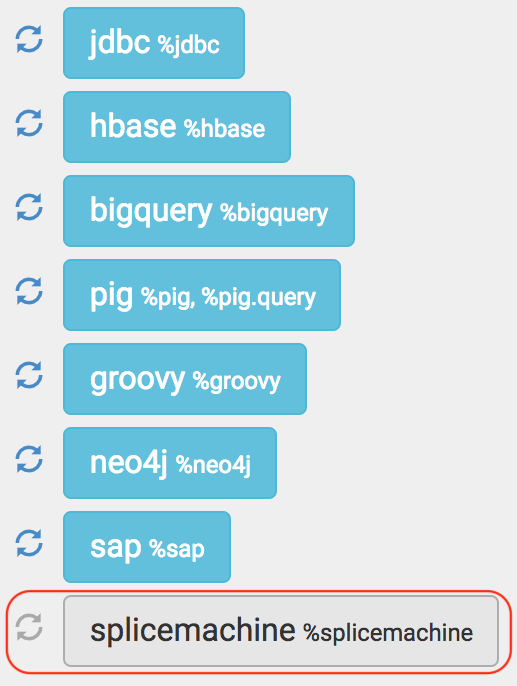 jdbc %jdbc
hbase %hbase
bigquery %bigquery
pig %pig, %pig.query
groovy %groovy
neo4j %neo4j
sap %sap
splicemachine %splicemachine